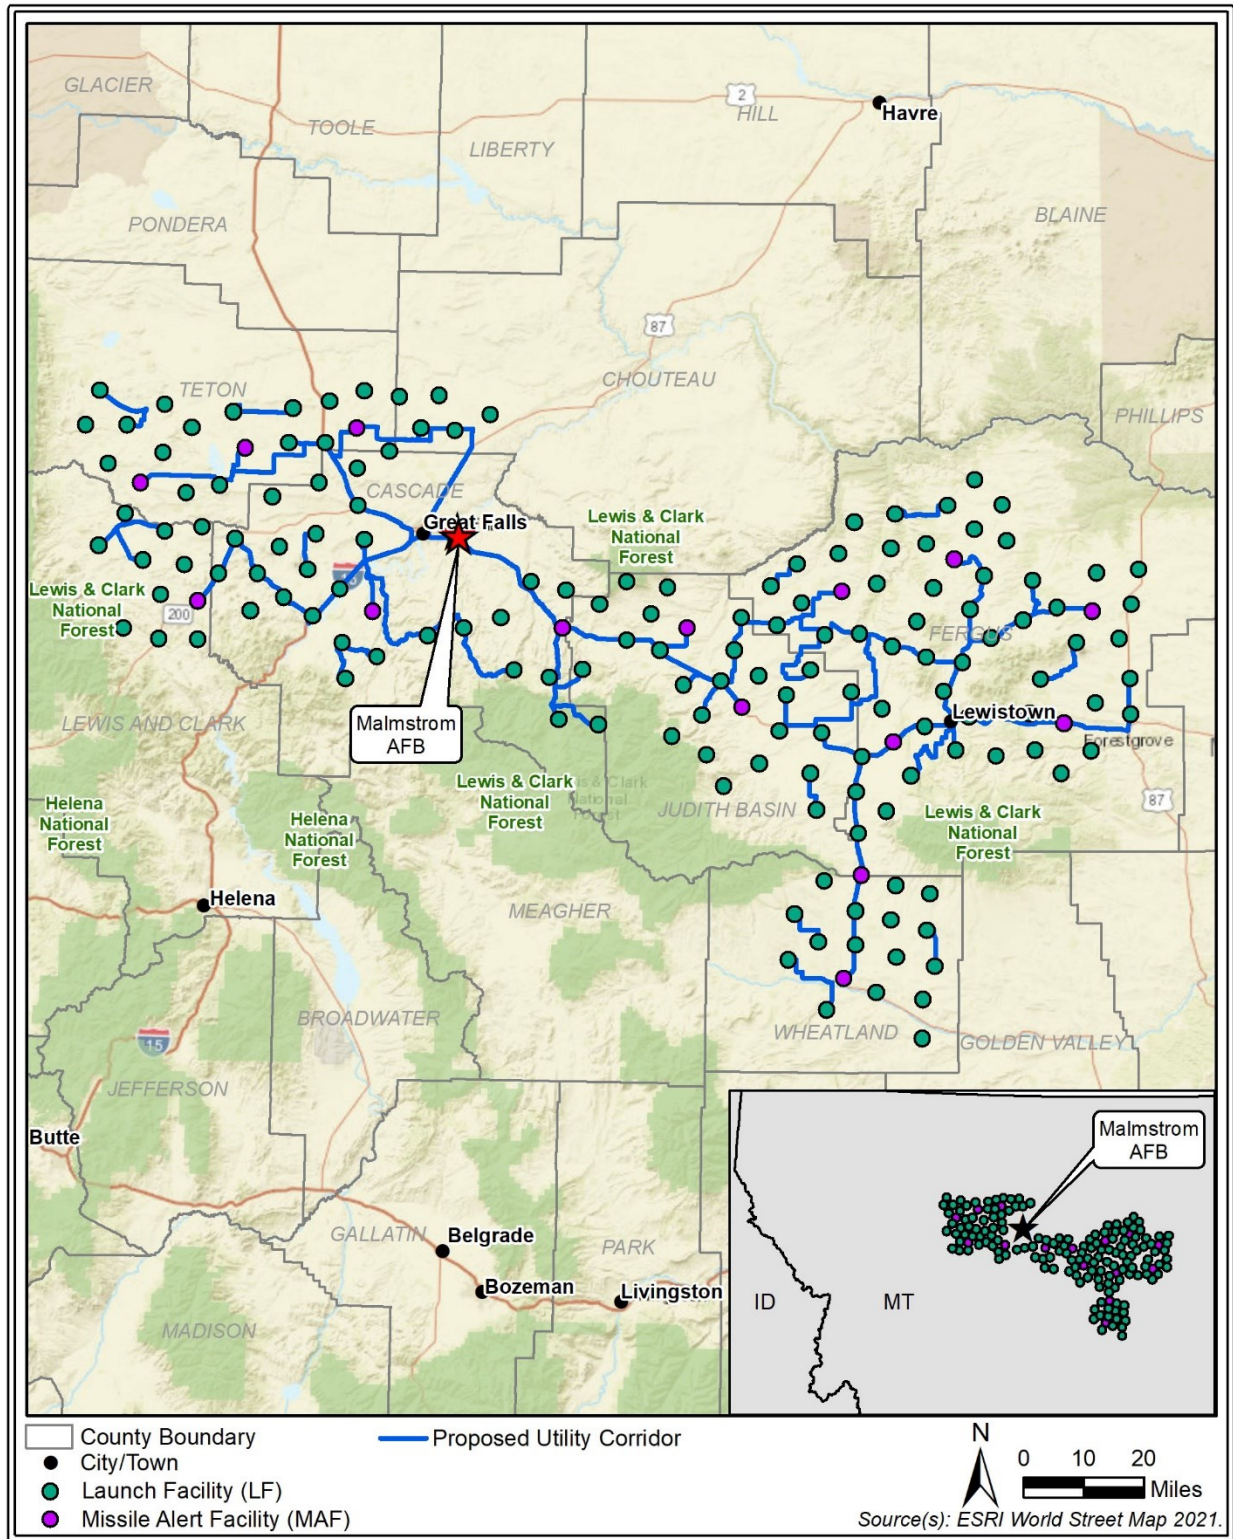 GLACIER
TOOLE
LIBERTY
2
HILL
Havre
PONDERA
BLAINE
87
CHOUTEAU
TETON
PHILLIPS
CASCADE
Great Falls
Lewis & Clark
National
Forest
15
Lewis & Clark
National
Forest
200
FERGUS
LEWIS AND CLARK
Malmstrom
AFB
Lewistown
Forestgrove
Lewis & Clark
National
Forest
JUDITH BASIN
87
Helena
National
Forest
Helena
National
Forest
Lewis & Clark
National
Forest
Helena
MEAGHER
BROADWATER
15
WHEATLAND
GOLDEN VALLEY
JEFFERSON
Butte
GALLATIN
Belgrade
PARK
Bozeman
Livingston
MADISON
Malmstrom
AFB
ID
MT
County Boundary
Proposed Utility Corridor
City/Town
Launch Facility (LF)
Missile Alert Facility (MAF)
N
0 10 20
Miles
Source(s): ESRI World Street Map 2021.